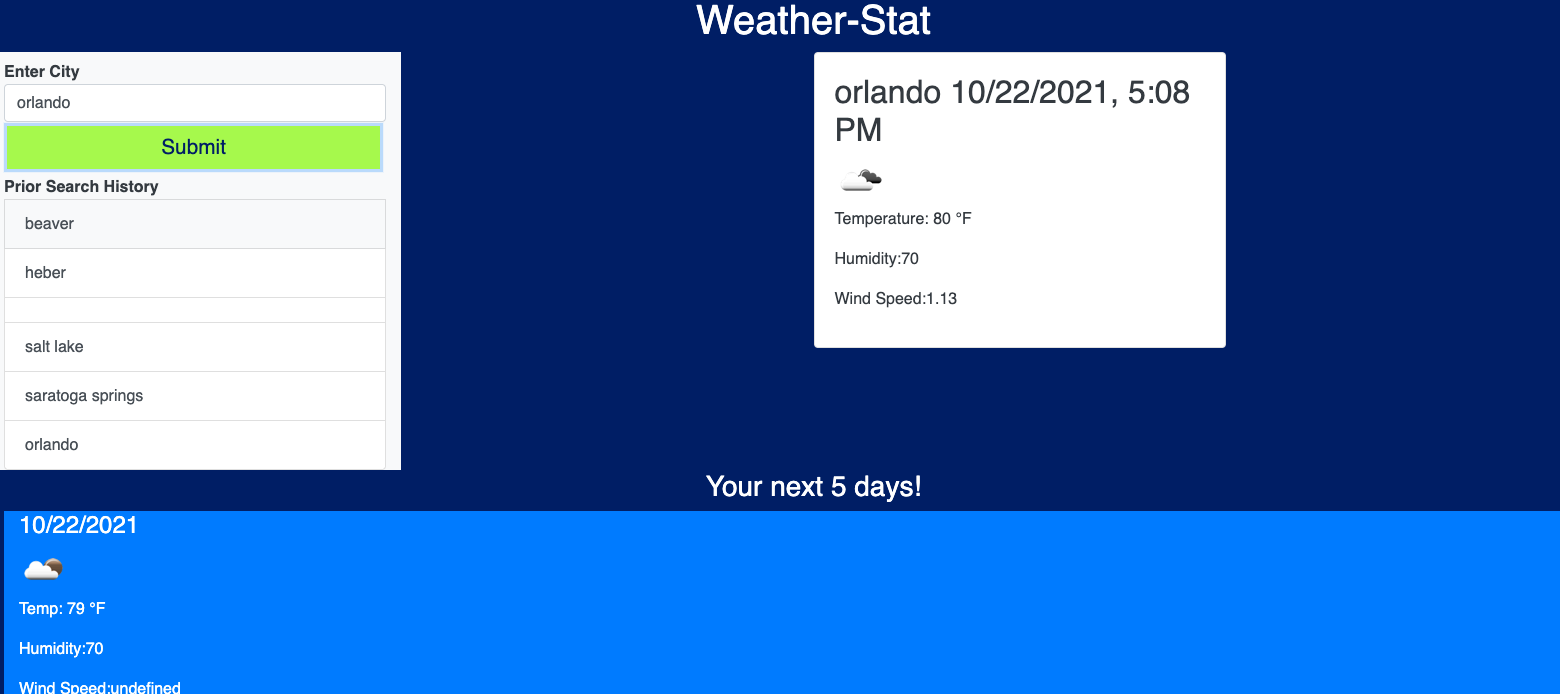 Weather-Stat
Enter City
orlando
Submit
Prior Search History
beaver
heber
salt lake
saratoga springs
orlando
orlando 10/22/2021, 5:08
PM
Temperature: 80 °F
Humidity:70
Wind Speed:1.13
Your next 5 days!
10/22/2021
Temp: 79 °F
Humidity:70
Wind Speed:undefined